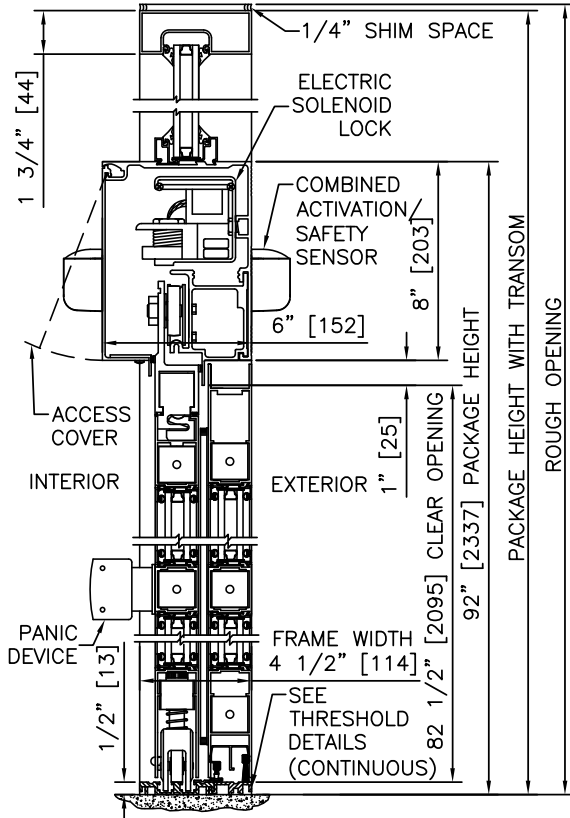 1/4" SHIM SPACE
1 3/4" [44]
ELECTRIC
SOLENOID
LOCK
COMBINED
ACTIVATION/
SAFETY
SENSOR
8" [203]
6" [152]
ACCESS
COVER
1" [25]
INTERIOR
EXTERIOR
82 1/2" [2095] CLEAR OPENING
92" [2337] PACKAGE HEIGHT
PACKAGE HEIGHT WITH TRANSOM
ROUGH OPENING
PANIC
DEVICE
FRAME WIDTH
4 1/2" [114]
1/2" [13]
SEE
THRESHOLD
DETAILS
(CONTINUOUS)